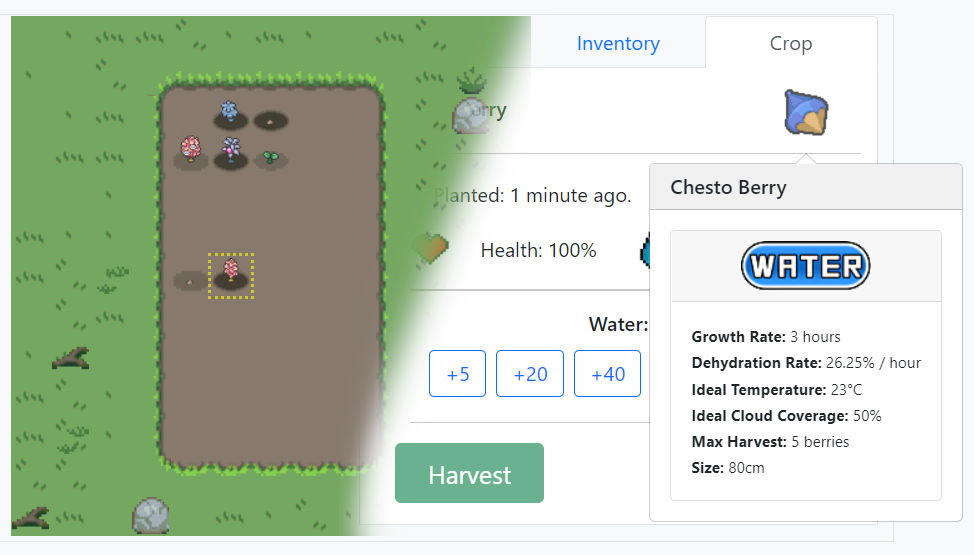 Inventory
Crop
rry
Planted: 1 minute ago.
Chesto Berry
Health: 100%
WATER
Water:
Growth Rate: 3 hours
Dehydration Rate: 26.25% / hour
+5
+20
+40
Ideal Temperature: 23°C
Ideal Cloud Coverage: 50%
Max Harvest: 5 berries
Size: 80cm
Harvest